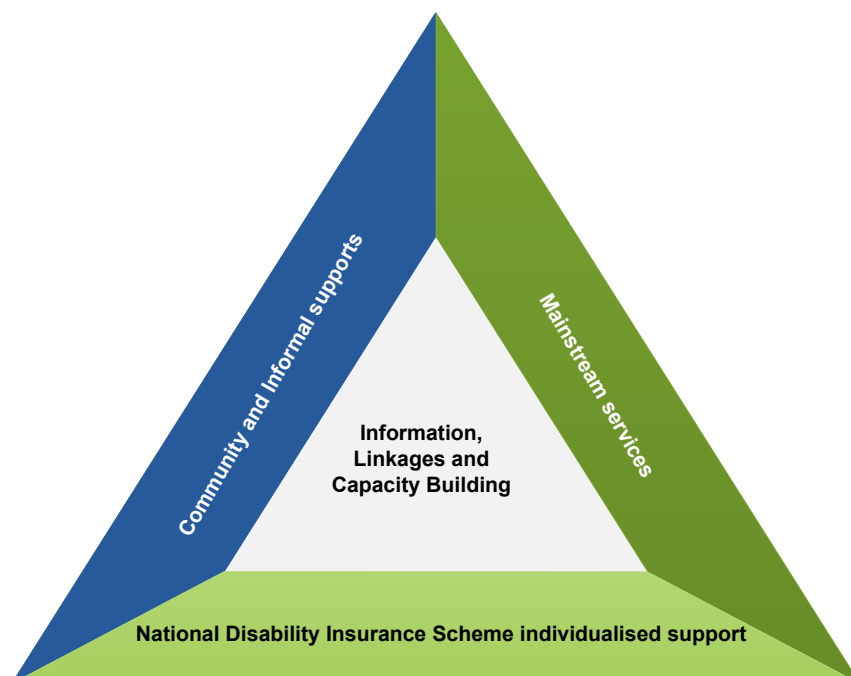 Community and Informal supports
Mainstream services
Information,
Linkages and
Capacity Building
National Disability Insurance Scheme individualised support